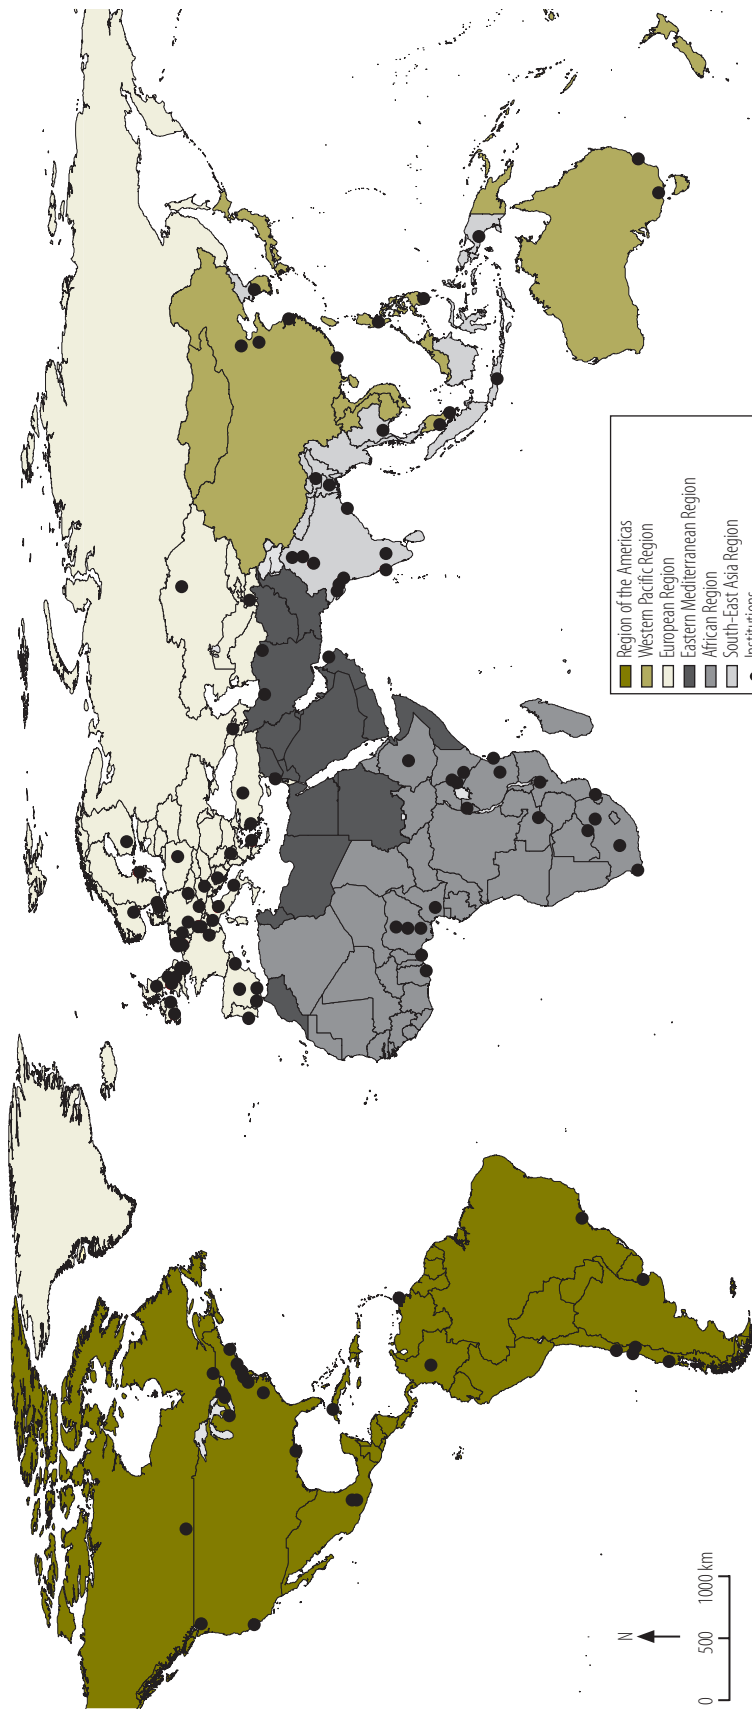 Region of the Americas
Western Pacific Region
European Region
Eastern Mediterranean Region
African Region
South-East Asia Region
Institutions
N
0 500 1000 km